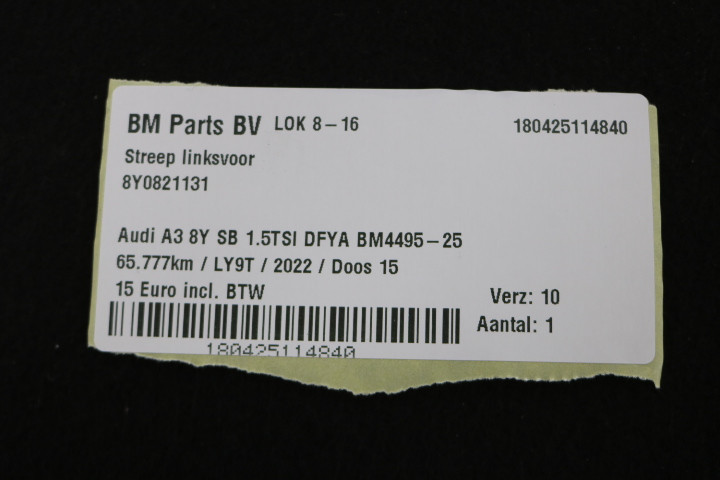 BM Parts BV LOK 8-16 180425114840
Streep linksvoor
8Y0821131
Audi A3 8Y SB 1.5TSI DFYA BM4495-25
65.777km / LY9T / 2022 / Doos 15
15 Euro incl. BTW Verz: 10
Aantal: 1
180425114840